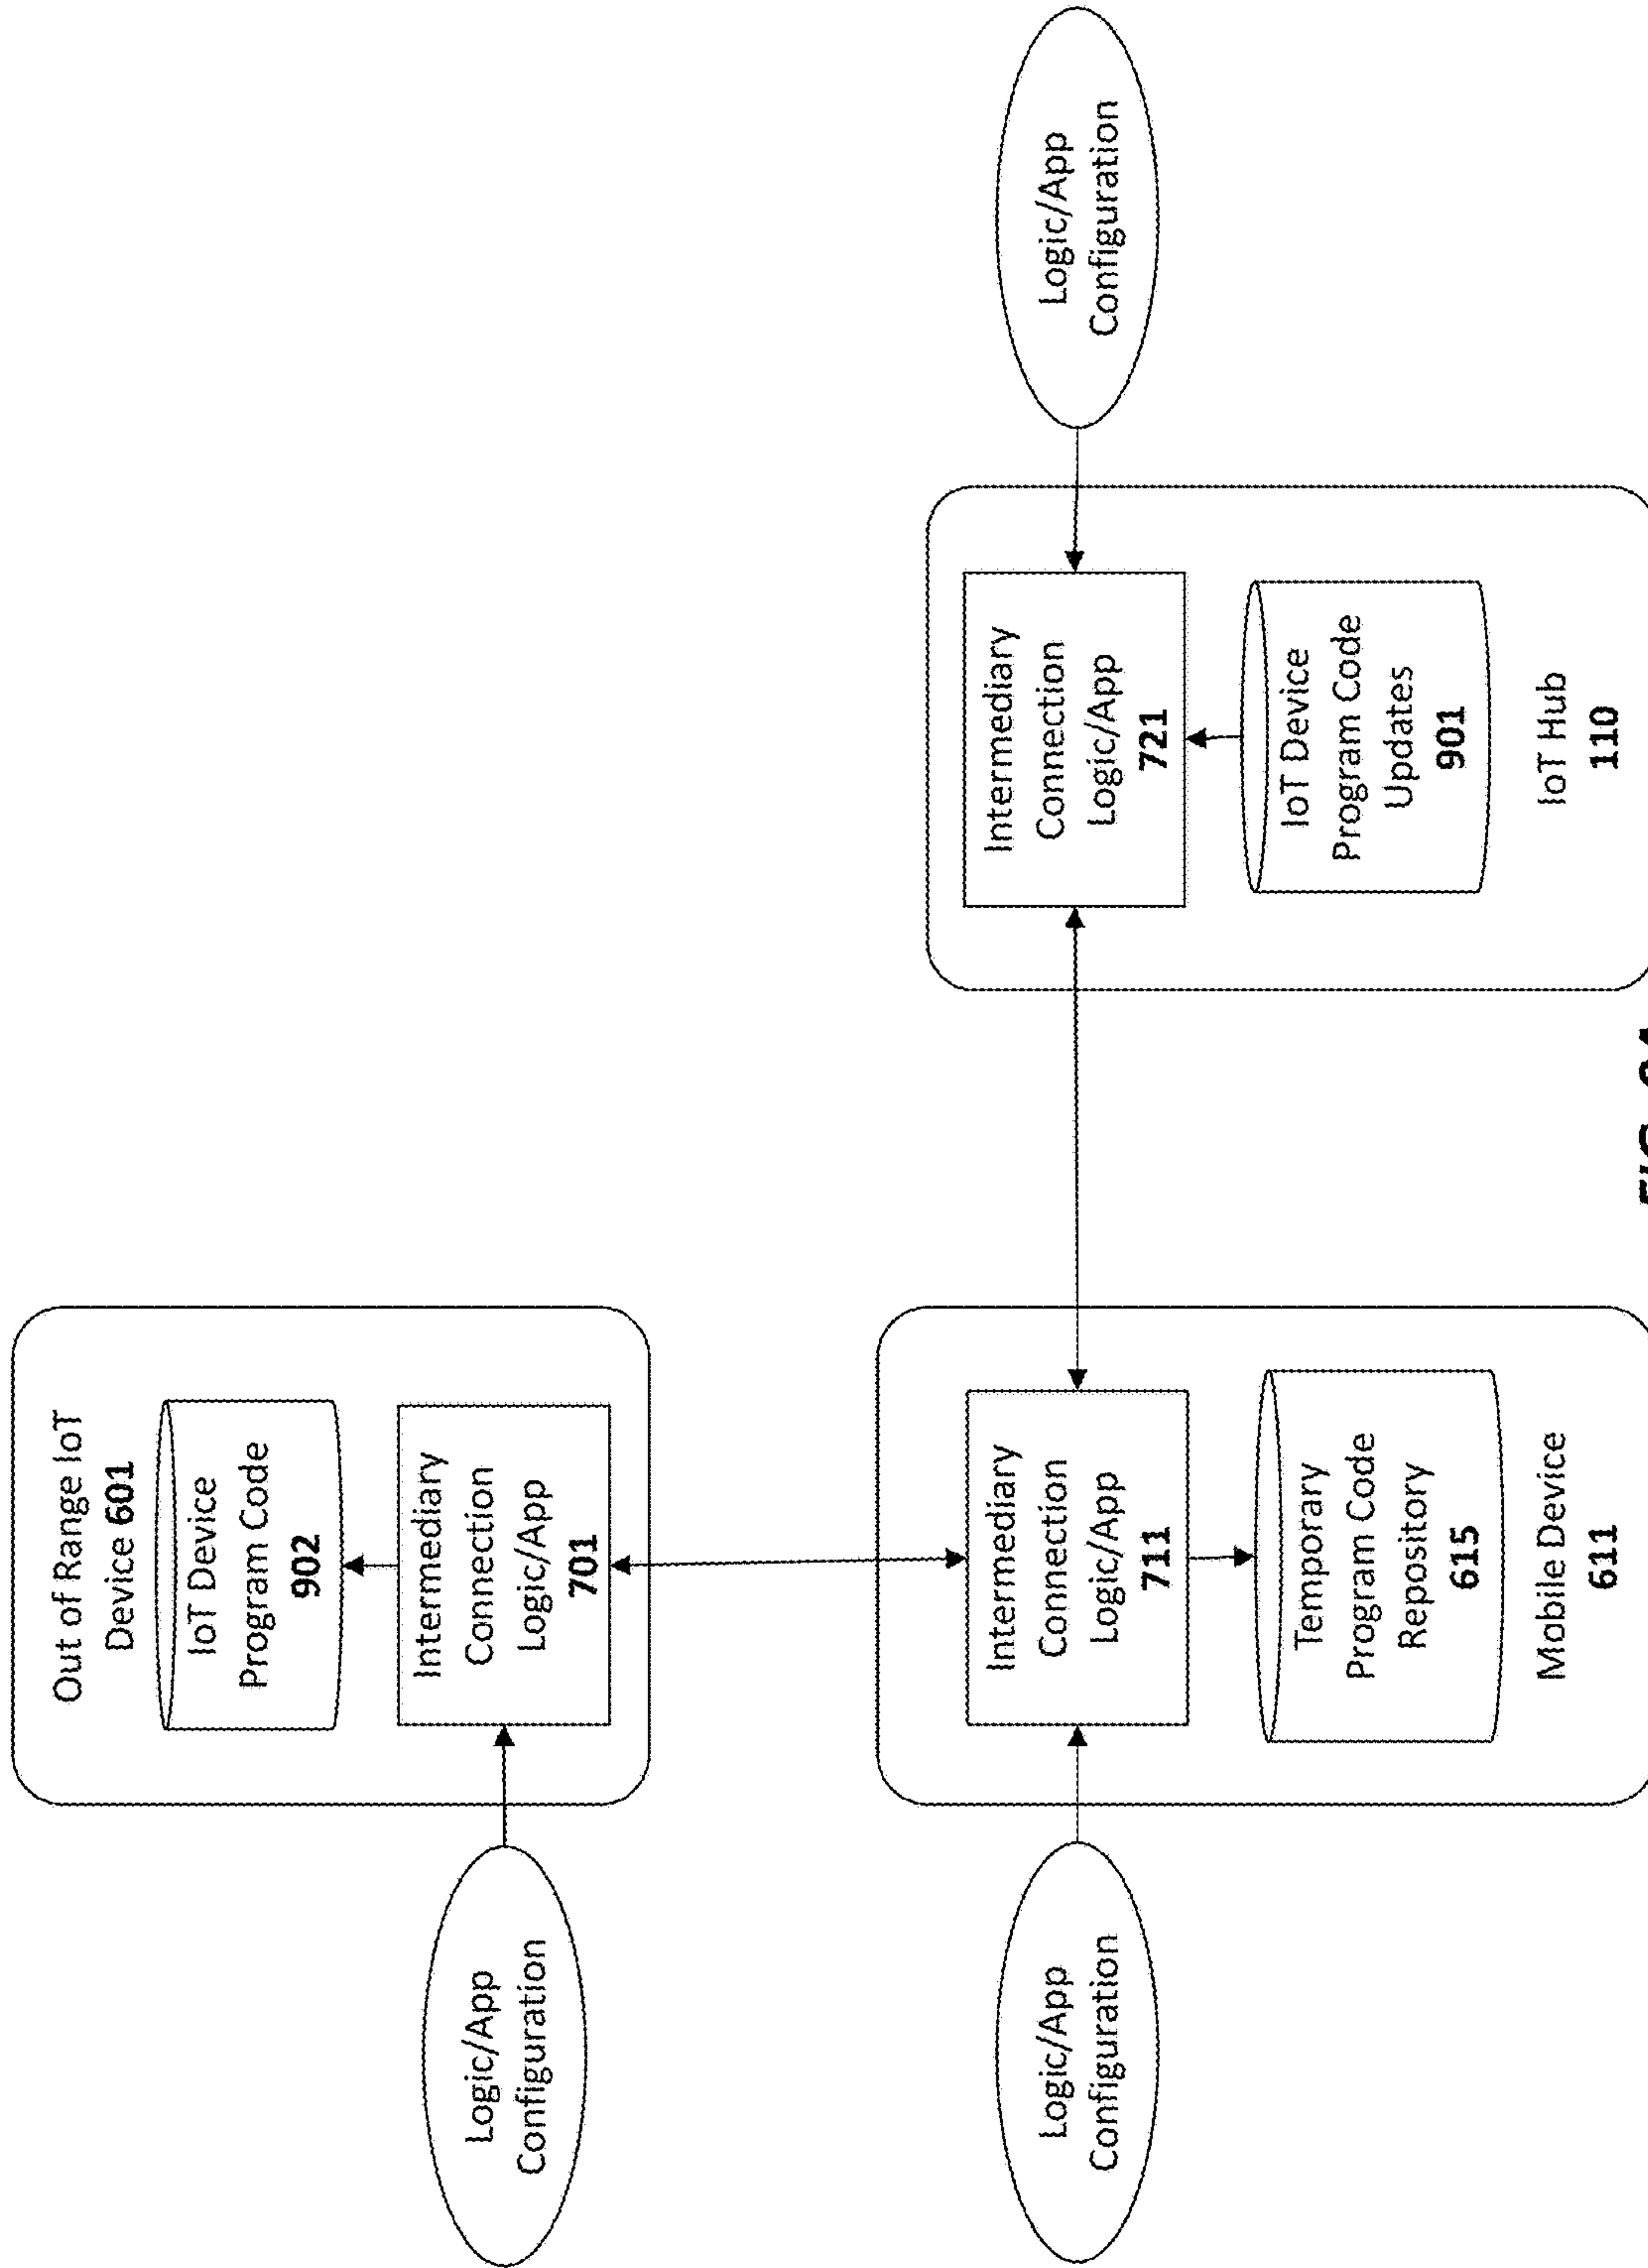 Out of Range IoT
Device 601
IoT Device
Program Code
902
Intermediary
Connection
Logic/App
701
Logic/App
Configuration
Logic/App
Configuration
Intermediary
Connection
Logic/App
711
Temporary
Program Code
Repository
615
Mobile Device
611
Intermediary
Connection
Logic/App
721
IoT Device
Program Code
Updates
901
IoT Hub
110
Logic/App
Configuration